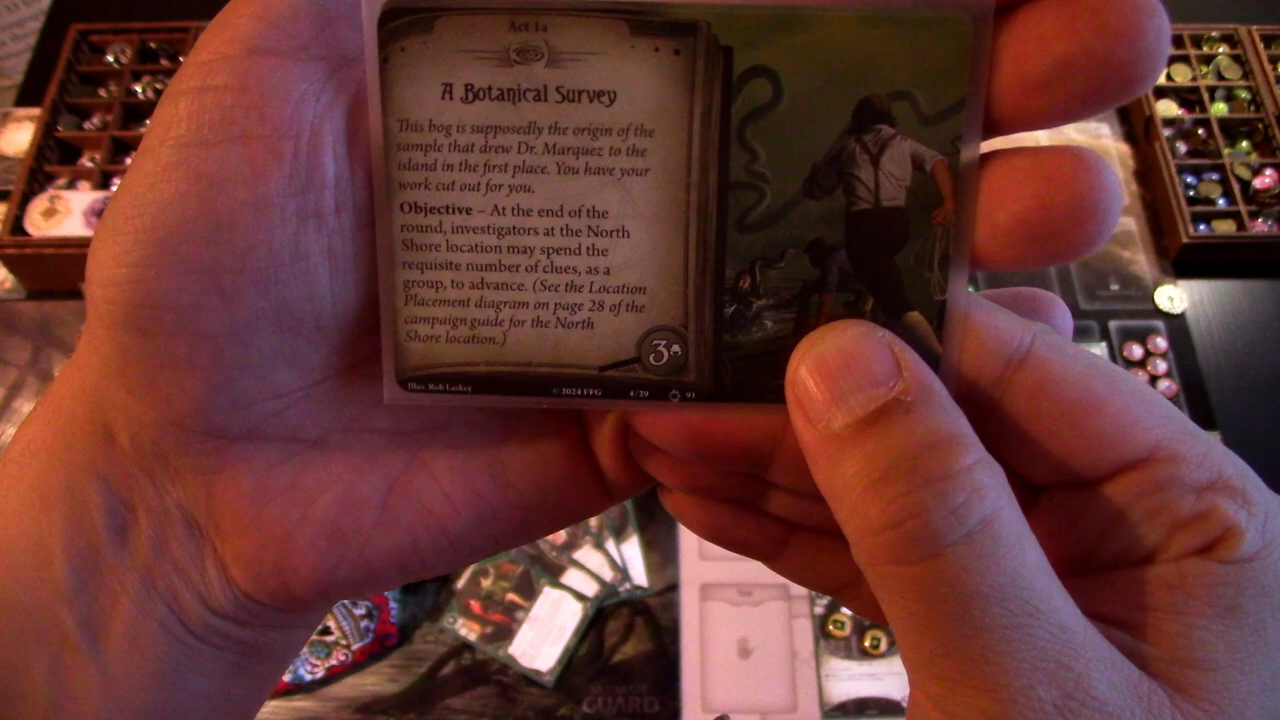 Act 1a
A Botanical Survey
This bog is supposedly the origin of the
sample that drew Dr. Marquez to the
island in the first place. You have your
work cut out for you.
Objective – At the end of the
round, investigators at the North
Shore location may spend the
requisite number of clues, as a
group, to advance. (See the Location
Placement diagram on page 28 of the
campaign guide for the North
Shore location.)
3
Illus. Rob Laskey
© 2024 FFG
4/29
91
GUARD